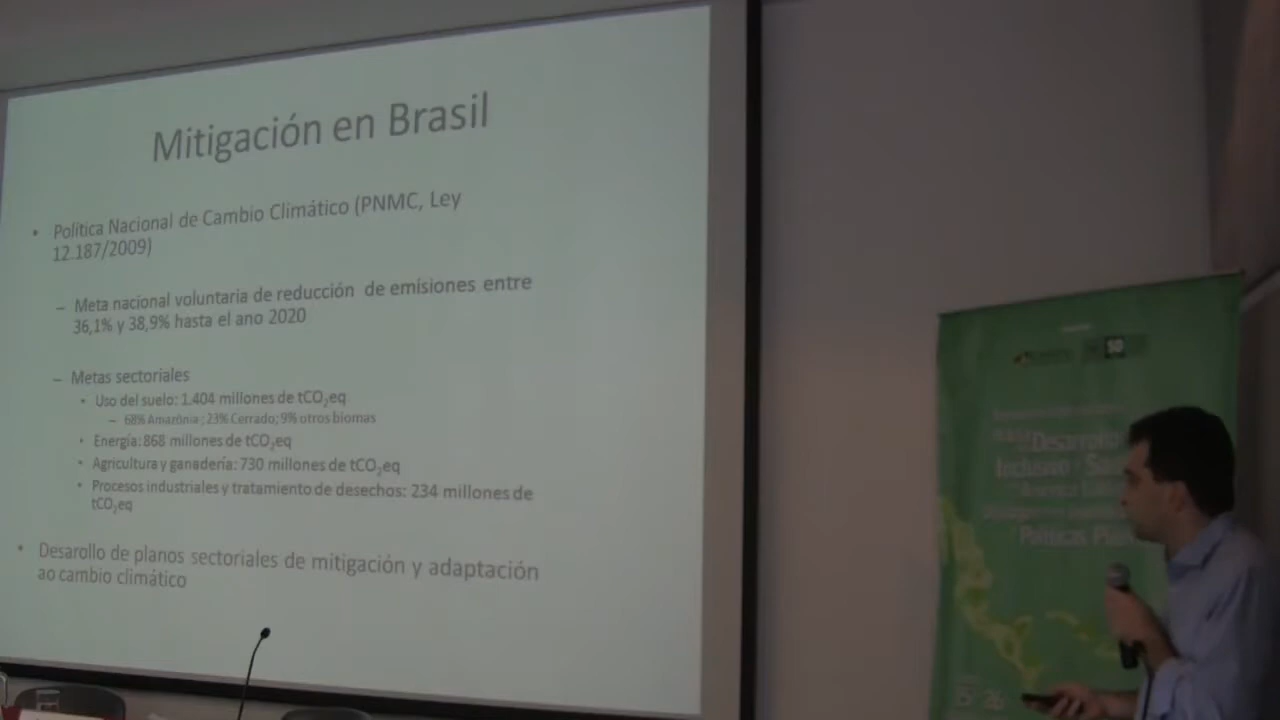 Mitigación en Brasil
• Política Nacional de Cambio Climático (PNMC, Ley
12.187/2009)
– Meta nacional voluntaria de reducción de emisiones entre
36,1% y 38,9% hasta el ano 2020
– Metas sectoriales
• Uso del suelo: 1.404 millones de tCO₂eq
– 68% Amazônia ; 23% Cerrado; 9% otros biomas
• Energía: 868 millones de tCO₂eq
• Agricultura y ganadería: 730 millones de tCO₂eq
• Procesos industriales y tratamiento de desechos: 234 millones de
tCO₂eq
• Desarollo de planos sectoriales de mitigación y adaptación
ao cambio climático
50
Desarrollo
Inclusivo
Políticas